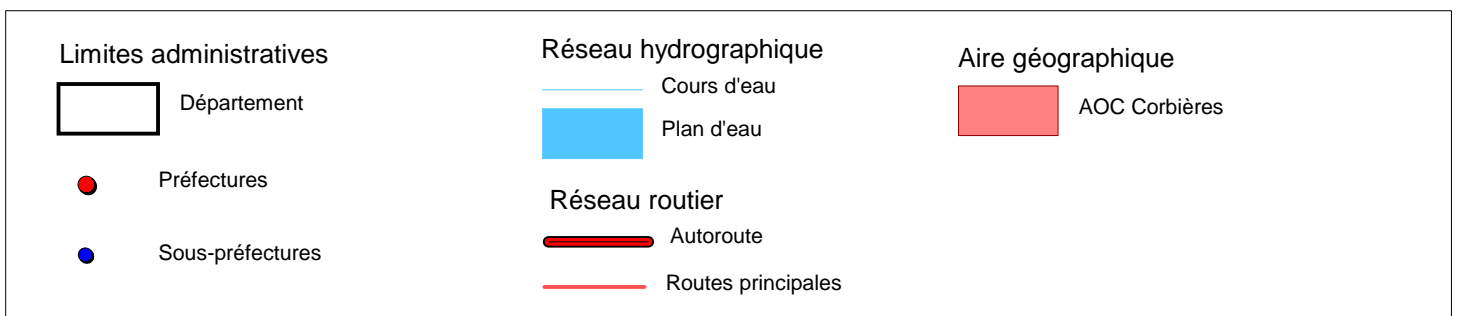 Limites administratives
Département
Préfectures
Sous-préfectures
Réseau hydrographique
Cours d'eau
Plan d'eau
Réseau routier
Autoroute
Routes principales
Aire géographique
AOC Corbières